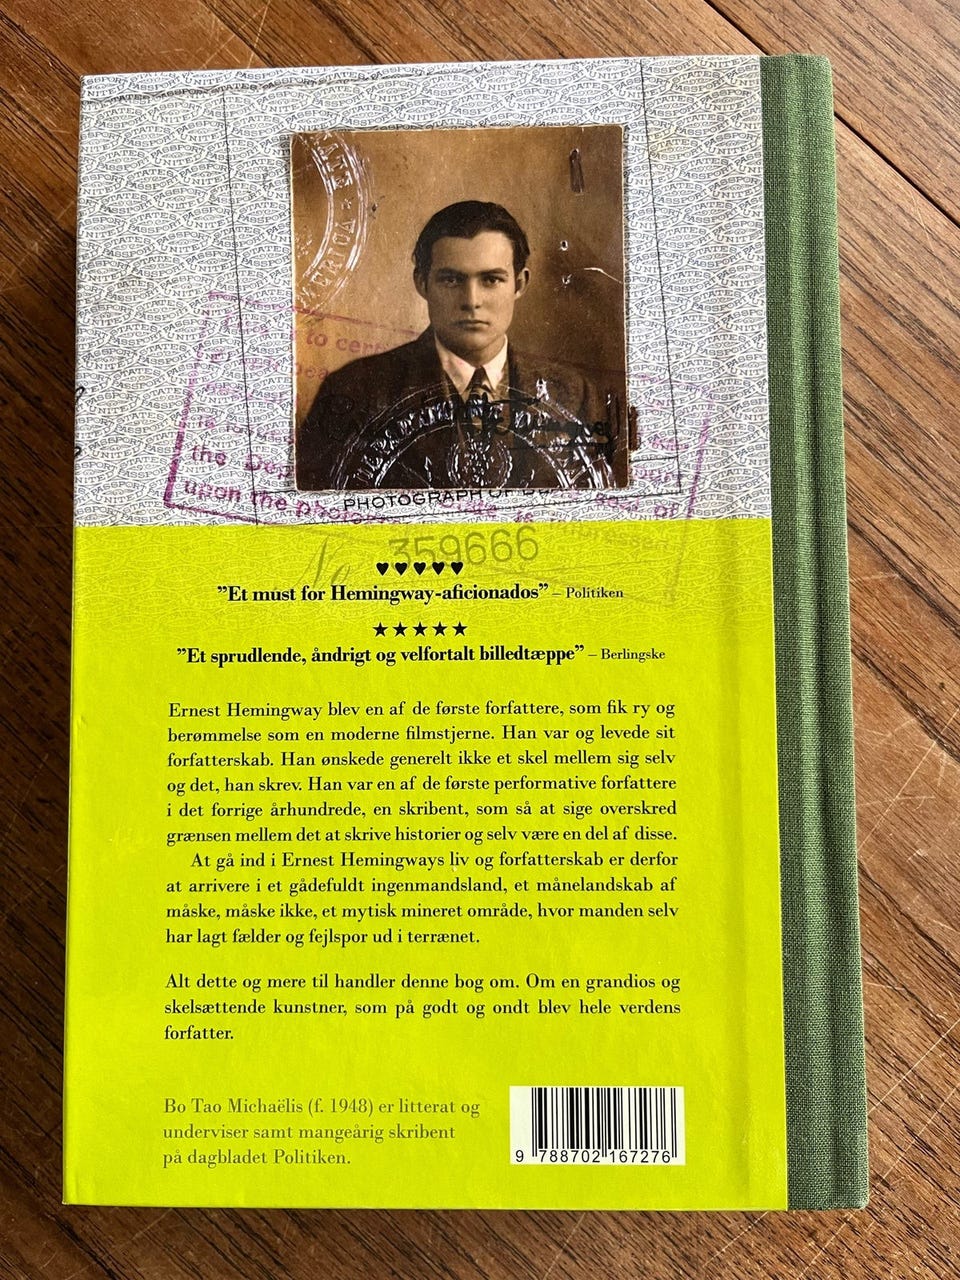 PHOTOGRAPH OF
to certi
the Dep
upon the pho
No 359666
♥♥♥♥♥
”Et must for Hemingway-aficionados” – Politiken
★★★★★
”Et sprudlende, åndrigt og velfortalt billedtæppe” – Berlingske
Ernest Hemingway blev en af de første forfattere, som fik ry og
berømmelse som en moderne filmstjerne. Han var og levede sit
forfatterskab. Han ønskede generelt ikke et skel mellem sig selv
og det, han skrev. Han var en af de første performative forfattere
i det forrige århundrede, en skribent, som så at sige overskred
grænsen mellem det at skrive historier og selv være en del af disse.
At gå ind i Ernest Hemingways liv og forfatterskab er derfor
at arrivere i et gådefuldt ingenmandsland, et månelandskab af
måske, måske ikke, et mytisk mineret område, hvor manden selv
har lagt fælder og fejlspor ud i terrænet.
Alt dette og mere til handler denne bog om. Om en grandios og
skelsættende kunstner, som på godt og ondt blev hele verdens
forfatter.
Bo Tao Michaëlis (f. 1948) er litterat og
underviser samt mangeårig skribent
på dagbladet Politiken.
9 788702 167276